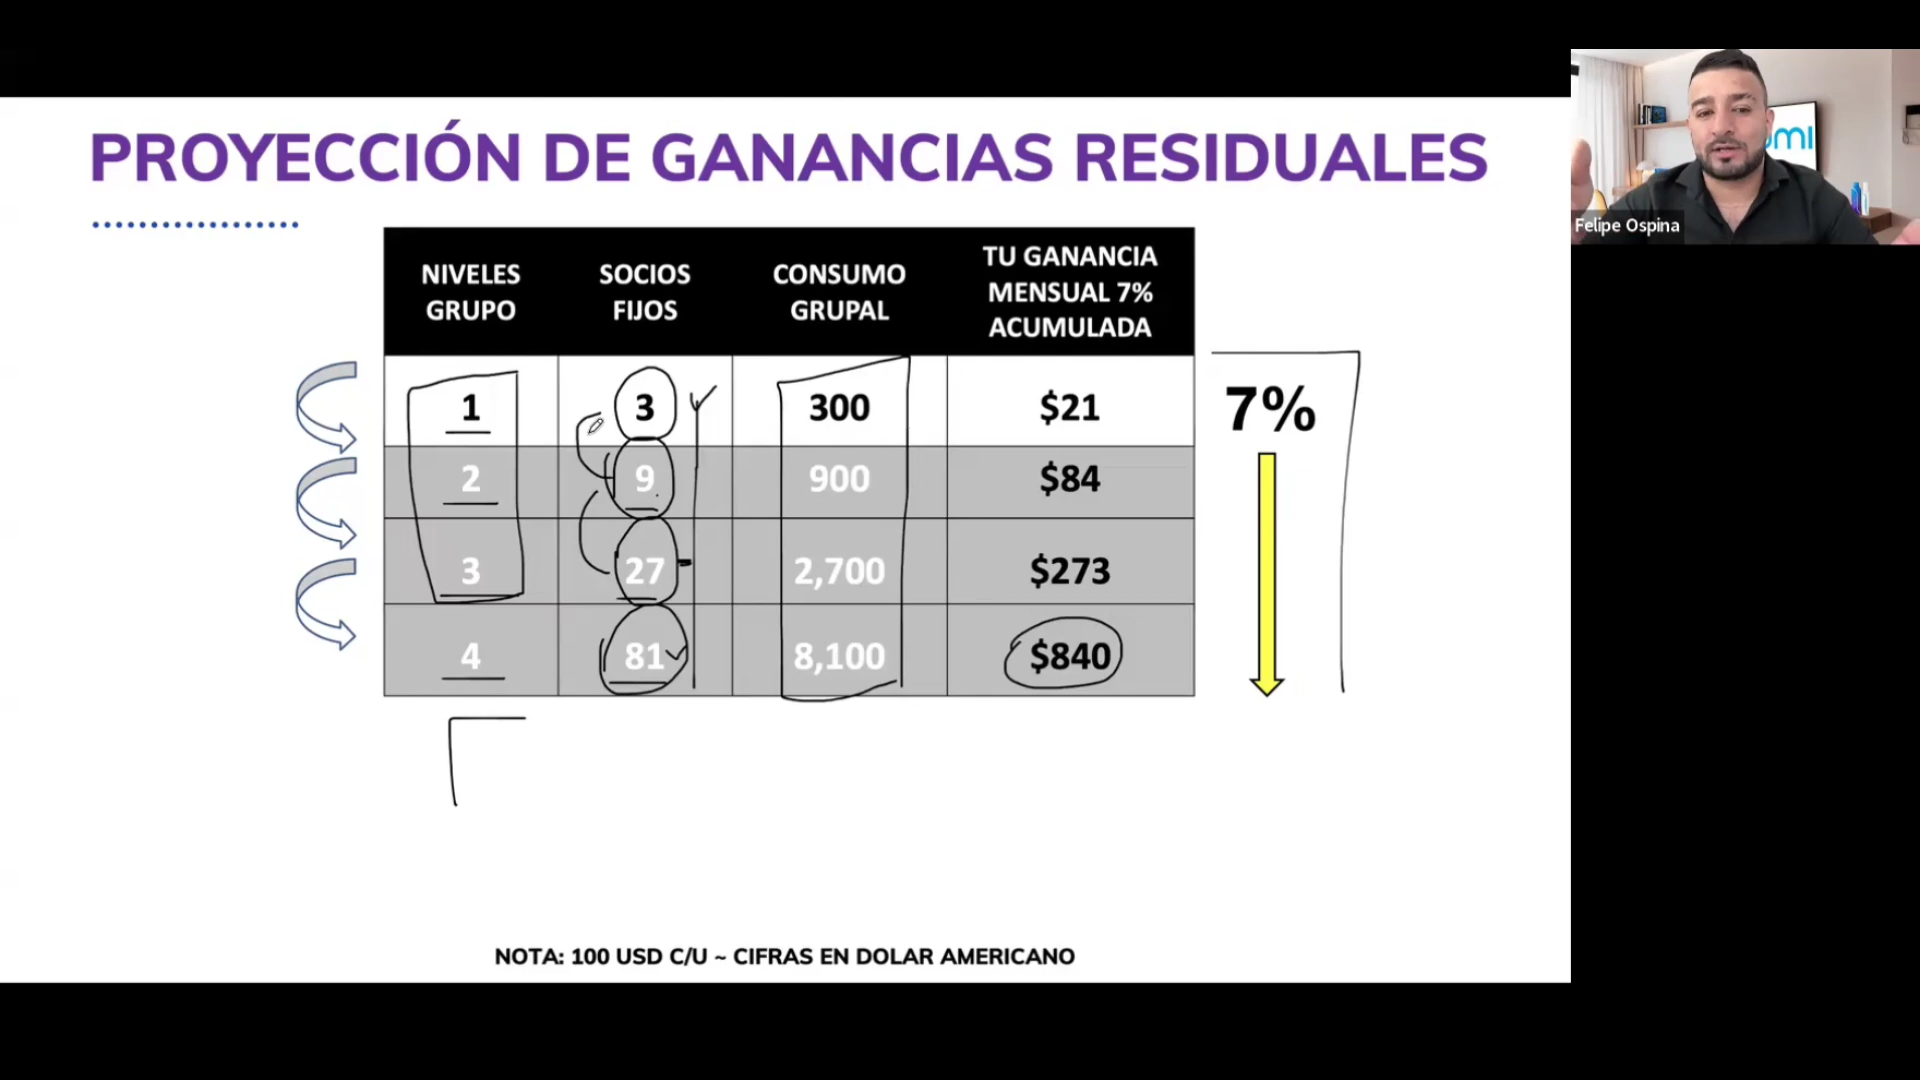 PROYECCIÓN DE GANANCIAS RESIDUALES
NIVELES GRUPO
SOCIOS FIJOS
CONSUMO GRUPAL
TU GANANCIA MENSUAL 7% ACUMULADA
1 3 300 $21
2 9 900 $84
3 27 2,700 $273
4 81 8,100 $840
7%
NOTA: 100 USD C/U ~ CIFRAS EN DOLAR AMERICANO
Felipe Ospina